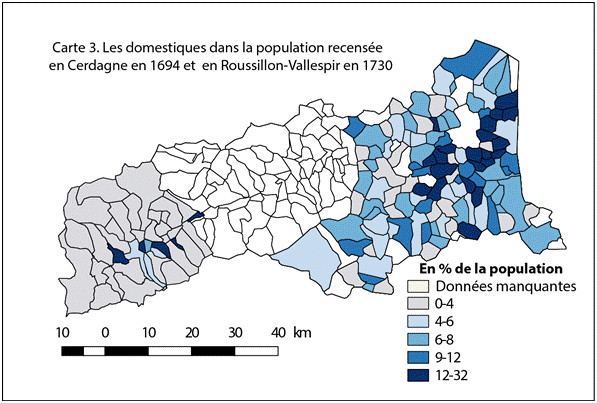 Carte 3. Les domestiques dans la population recensée
en Cerdagne en 1694 et en Roussillon-Vallespir en 1730
En % de la population
Données manquantes
0-4
4-6
6-8
9-12
12-32
10 0 10 20 30 40 km